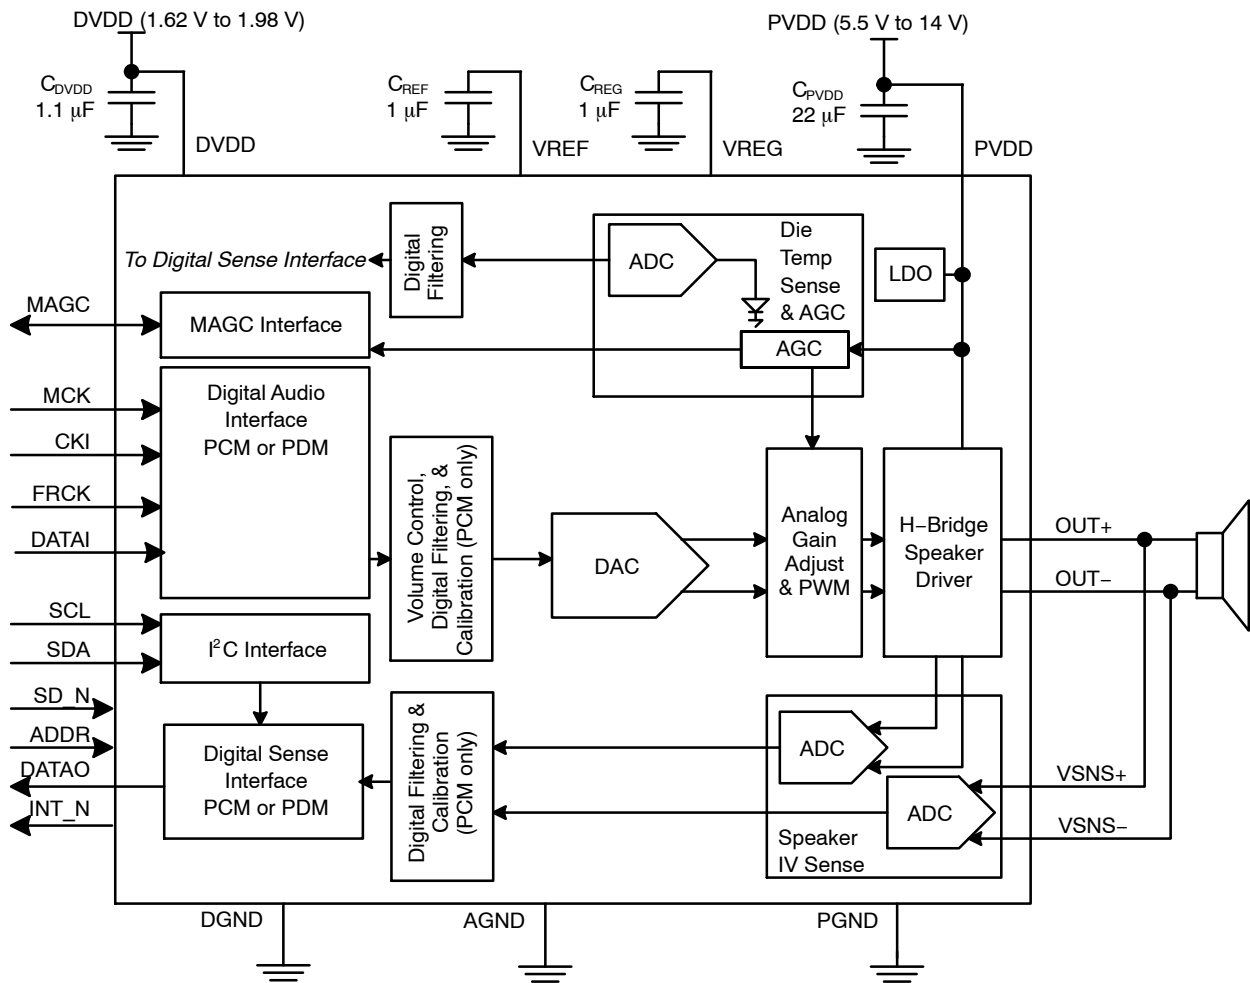 DVDD (1.62 V to 1.98 V)
PVDD (5.5 V to 14 V)
CDVDD
1.1 μF
CREF
1 μF
CREG
1 μF
CPVDD
22 μF
DVDD
VREF
VREG
PVDD
To Digital Sense Interface
Digital
Filtering
ADC
Die
Temp
Sense
& AGC
LDO
MAGC
MAGC Interface
AGC
MCK
CKI
FRCK
DATAI
Digital Audio
Interface
PCM or PDM
Volume Control,
Digital Filtering, &
Calibration (PCM only)
DAC
Analog
Gain
Adjust
& PWM
H−Bridge
Speaker
Driver
OUT+
OUT−
SCL
SDA
I²C Interface
SD_N
ADDR
DATAO
INT_N
Digital Sense
Interface
PCM or PDM
Digital Filtering &
Calibration
(PCM only)
ADC
ADC
Speaker
IV Sense
VSNS+
VSNS−
DGND
AGND
PGND